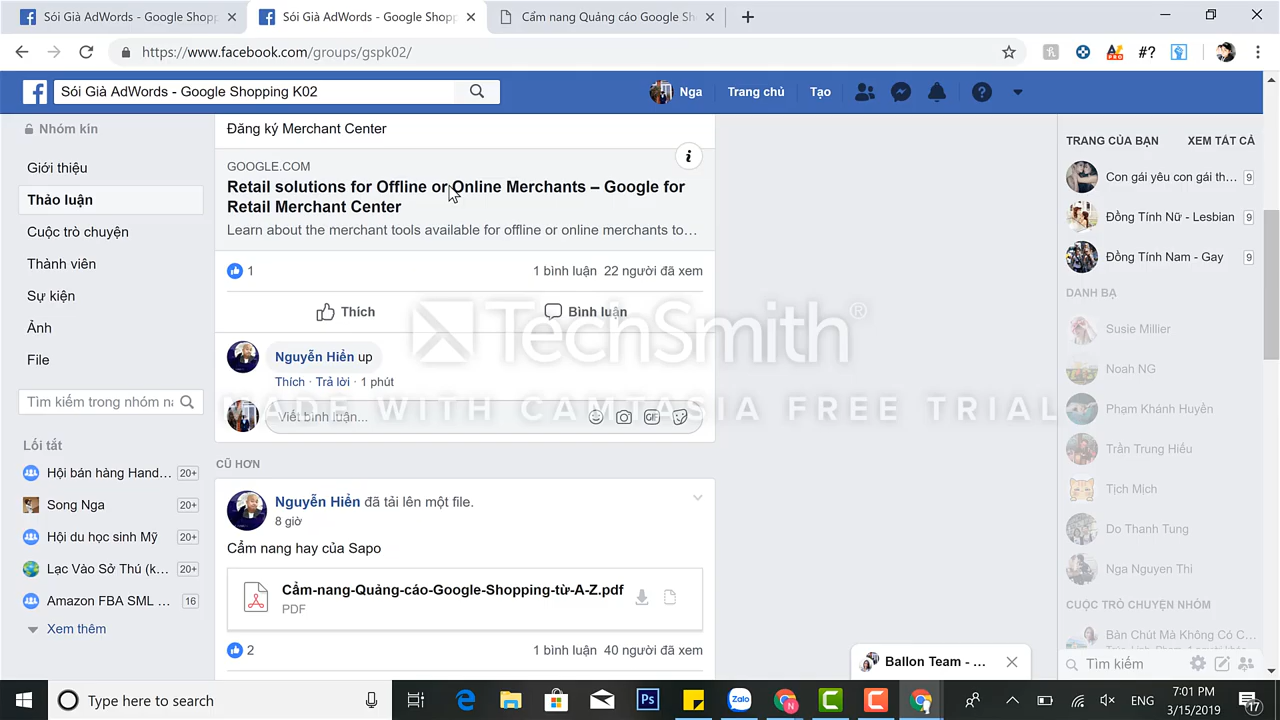 Sói Già AdWords - Google Shopp
Sói Già AdWords - Google Shopp
Cẩm nang Quảng cáo Google Sh
https://www.facebook.com/groups/gspk02/
#?
Sói Già AdWords - Google Shopping K02
Nga
Trang chủ
Tạo
Nhóm kín
Giới thiệu
Thảo luận
Cuộc trò chuyện
Thành viên
Sự kiện
Ảnh
File
Tìm kiếm trong nhóm nà
Lối tắt
Hội bán hàng Hand... 20+
Song Nga 20+
Hội du học sinh Mỹ 20+
Lạc Vào Sở Thú (k... 20+
Amazon FBA SML ... 16
Xem thêm
Đăng ký Merchant Center
GOOGLE.COM
Retail solutions for Offline or Online Merchants – Google for
Retail Merchant Center
Learn about the merchant tools available for offline or online merchants to…
1
1 bình luận 22 người đã xem
Thích
Bình luận
Nguyễn Hiển up
Thích · Trả lời · 1 phút
Viết bình luận...
GIF
CŨ HƠN
Nguyễn Hiển đã tải lên một file.
8 giờ
Cẩm nang hay của Sapo
Cẩm-nang-Quảng-cáo-Google-Shopping-từ-A-Z.pdf
PDF
2
1 bình luận 40 người đã xem
TechSmith®
MADE WITH CAMTASIA FREE TRIAL
TRANG CỦA BẠN
XEM TẤT CẢ
Con gái yêu con gái th... 9
Đồng Tính Nữ - Lesbian 9
Đồng Tính Nam - Gay 9
DANH BẠ
Susie Millier
Noah NG
Phạm Khánh Huyền
Trần Trung Hiếu
Tịch Mịch
Do Thanh Tung
Nga Nguyen Thi
CUỘC TRÒ CHUYỆN NHÓM
Bàn Chút Mà Không Có C...
Tìm kiếm
Ballon Team - ...
Type here to search
Ps
Zalo
ENG
7:01 PM
3/15/2019
17